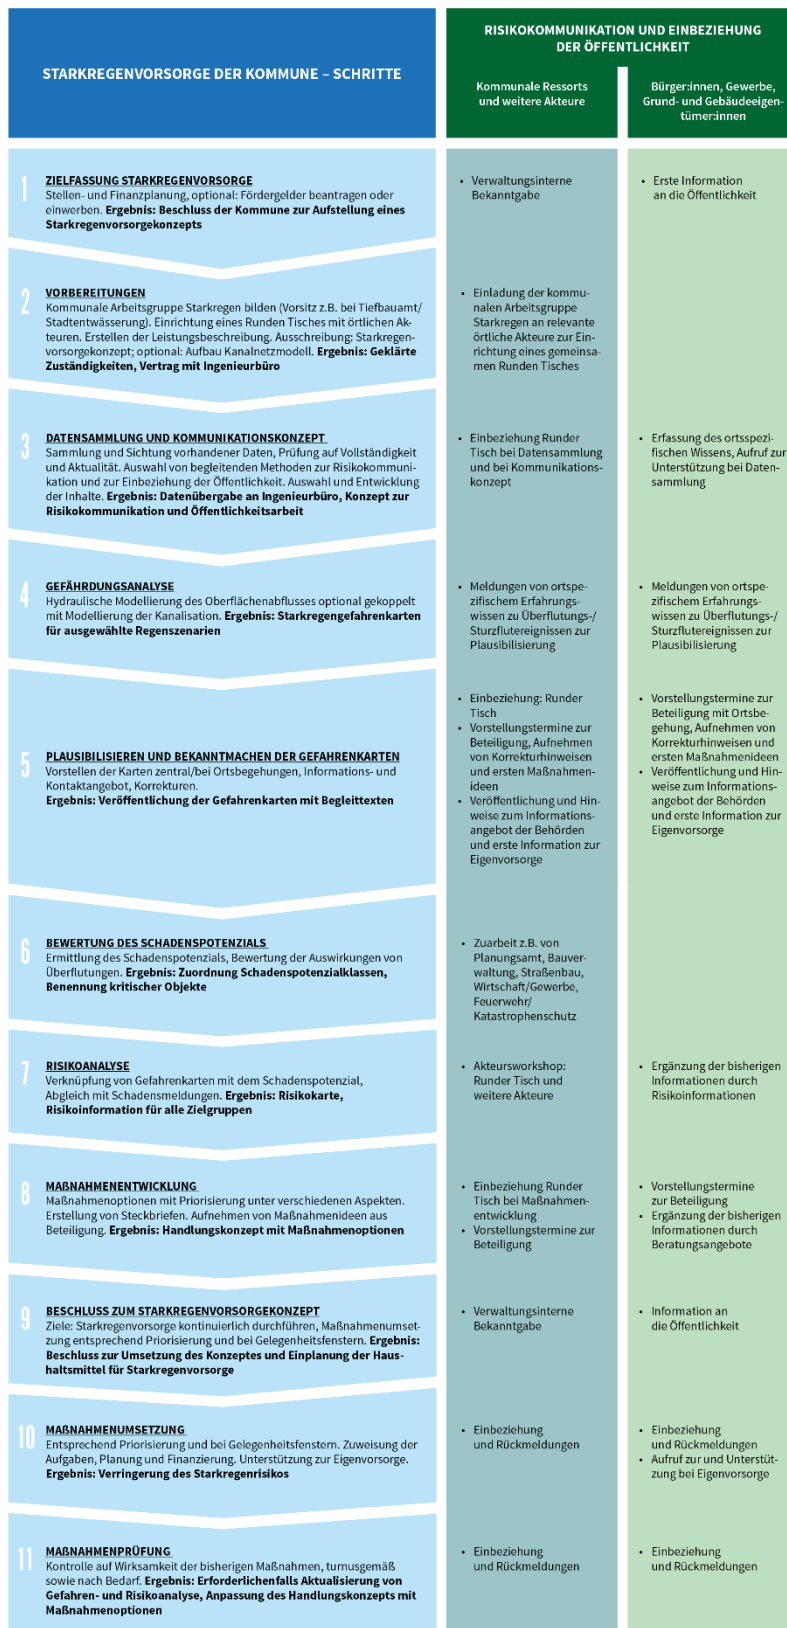 STARKREGENVORSORGE DER KOMMUNE – SCHRITTE
RISIKOKOMMUNIKATION UND EINBEZIEHUNG
DER ÖFFENTLICHKEIT
Kommunale Ressorts
und weitere Akteure
Bürger:innen, Gewerbe,
Grund- und Gebäudeeigen-
tümer:innen
1
ZIELFASSUNG STARKREGENVORSORGE
Stellen- und Finanzplanung, optional: Fördergelder beantragen oder
einwerben. Ergebnis: Beschluss der Kommune zur Aufstellung eines
Starkregenvorsorgekonzepts
• Verwaltungsinterne
Bekanntgabe
• Erste Information
an die Öffentlichkeit
2
VORBEREITUNGEN
Kommunale Arbeitsgruppe Starkregen bilden (Vorsitz z.B. bei Tiefbauamt/
Stadtentwässerung). Einrichtung eines Runden Tisches mit örtlichen Ak-
teuren. Erstellen der Leistungsbeschreibung. Ausschreibung: Starkregen-
vorsorgekonzept; optional: Aufbau Kanalnetzmodell. Ergebnis: Geklärte
Zuständigkeiten, Vertrag mit Ingenieurbüro
• Einladung der kommu-
nalen Arbeitsgruppe
Starkregen an relevante
örtliche Akteure zur Ein-
richtung eines gemeinsa-
men Runden Tisches
3
DATENSAMMLUNG UND KOMMUNIKATIONSKONZEPT
Sammlung und Sichtung vorhandener Daten, Prüfung auf Vollständigkeit
und Aktualität. Auswahl von begleitenden Methoden zur Risikokommuni-
kation und zur Einbeziehung der Öffentlichkeit. Auswahl und Entwicklung
der Inhalte. Ergebnis: Datenübergabe an Ingenieurbüro, Konzept zur
Risikokommunikation und Öffentlichkeitsarbeit
• Einbeziehung Runder
Tisch bei Datensammlung
und bei Kommunikations-
konzept
• Erfassung des ortsspezi-
fischen Wissens, Aufruf zur
Unterstützung bei Daten-
sammlung
4
GEFÄHRDUNGSANALYSE
Hydraulische Modellierung des Oberflächenabflusses optional gekoppelt
mit Modellierung der Kanalisation. Ergebnis: Starkregengefahrenkarten
für ausgewählte Regenszenarien
• Meldungen von ortspe-
zifischem Erfahrungs-
wissen zu Überflutungs-/
Sturzflutereignissen zur
Plausibilisierung
• Meldungen von ortspe-
zifischem Erfahrungs-
wissen zu Überflutungs-/
Sturzflutereignissen zur
Plausibilisierung
5
PLAUSIBILISIEREN UND BEKANNTMACHEN DER GEFAHRENKARTEN
Vorstellen der Karten zentral/bei Ortsbegehungen, Informations- und
Kontaktangebot, Korrekturen.
Ergebnis: Veröffentlichung der Gefahrenkarten mit Begleittexten
• Einbeziehung: Runder
Tisch
• Vorstellungstermine zur
Beteiligung, Aufnehmen
von Korrekturhinweisen
und ersten Maßnahmen-
ideen
• Veröffentlichung und Hin-
weise zum Informations-
angebot der Behörden
und erste Information zur
Eigenvorsorge
• Vorstellungstermine zur
Beteiligung mit Ortsbe-
gehung, Aufnehmen von
Korrekturhinweisen und
ersten Maßnahmenideen
• Veröffentlichung und Hin-
weise zum Informations-
angebot der Behörden
und erste Information zur
Eigenvorsorge
6
BEWERTUNG DES SCHADENSPOTENZIALS
Ermittlung des Schadenspotenzials, Bewertung der Auswirkungen von
Überflutungen. Ergebnis: Zuordnung Schadenspotenzialklassen,
Benennung kritischer Objekte
• Zuarbeit z.B. von
Planungsamt, Bauver-
waltung, Straßenbau,
Wirtschaft/Gewerbe,
Feuerwehr/
Katastrophenschutz
7
RISIKOANALYSE
Verknüpfung von Gefahrenkarten mit dem Schadenspotenzial,
Abgleich mit Schadensmeldungen. Ergebnis: Risikokarte,
Risikoinformation für alle Zielgruppen
• Akteursworkshop:
Runder Tisch und
weitere Akteure
• Ergänzung der bisherigen
Informationen durch
Risikoinformationen
8
MAßNAHMENENTWICKLUNG
Maßnahmenoptionen mit Priorisierung unter verschiedenen Aspekten.
Erstellung von Steckbriefen. Aufnehmen von Maßnahmenideen aus
Beteiligung. Ergebnis: Handlungskonzept mit Maßnahmenoptionen
• Einbeziehung Runder
Tisch bei Maßnahmen-
entwicklung
• Vorstellungstermine zur
Beteiligung
• Vorstellungstermine
zur Beteiligung
• Ergänzung der bisherigen
Informationen durch
Beratungsangebote
9
BESCHLUSS ZUM STARKREGENVORSORGEKONZEPT
Ziele: Starkregenvorsorge kontinuierlich durchführen, Maßnahmenumset-
zung entsprechend Priorisierung und bei Gelegenheitsfenstern. Ergebnis:
Beschluss zur Umsetzung des Konzeptes und Einplanung der Haus-
haltsmittel für Starkregenvorsorge
• Verwaltungsinterne
Bekanntgabe
• Information an
die Öffentlichkeit
10
MAßNAHMENUMSETZUNG
Entsprechend Priorisierung und bei Gelegenheitsfenstern. Zuweisung der
Aufgaben, Planung und Finanzierung. Unterstützung zur Eigenvorsorge.
Ergebnis: Verringerung des Starkregenrisikos
• Einbeziehung
und Rückmeldungen
• Einbeziehung
und Rückmeldungen
• Aufruf zur und Unterstüt-
zung bei Eigenvorsorge
11
MAßNAHMENPRÜFUNG
Kontrolle auf Wirksamkeit der bisherigen Maßnahmen, turnusgemäß
sowie nach Bedarf. Ergebnis: Erforderlichenfalls Aktualisierung von
Gefahren- und Risikoanalyse, Anpassung des Handlungskonzepts mit
Maßnahmenoptionen
• Einbeziehung
und Rückmeldungen
• Einbeziehung
und Rückmeldungen